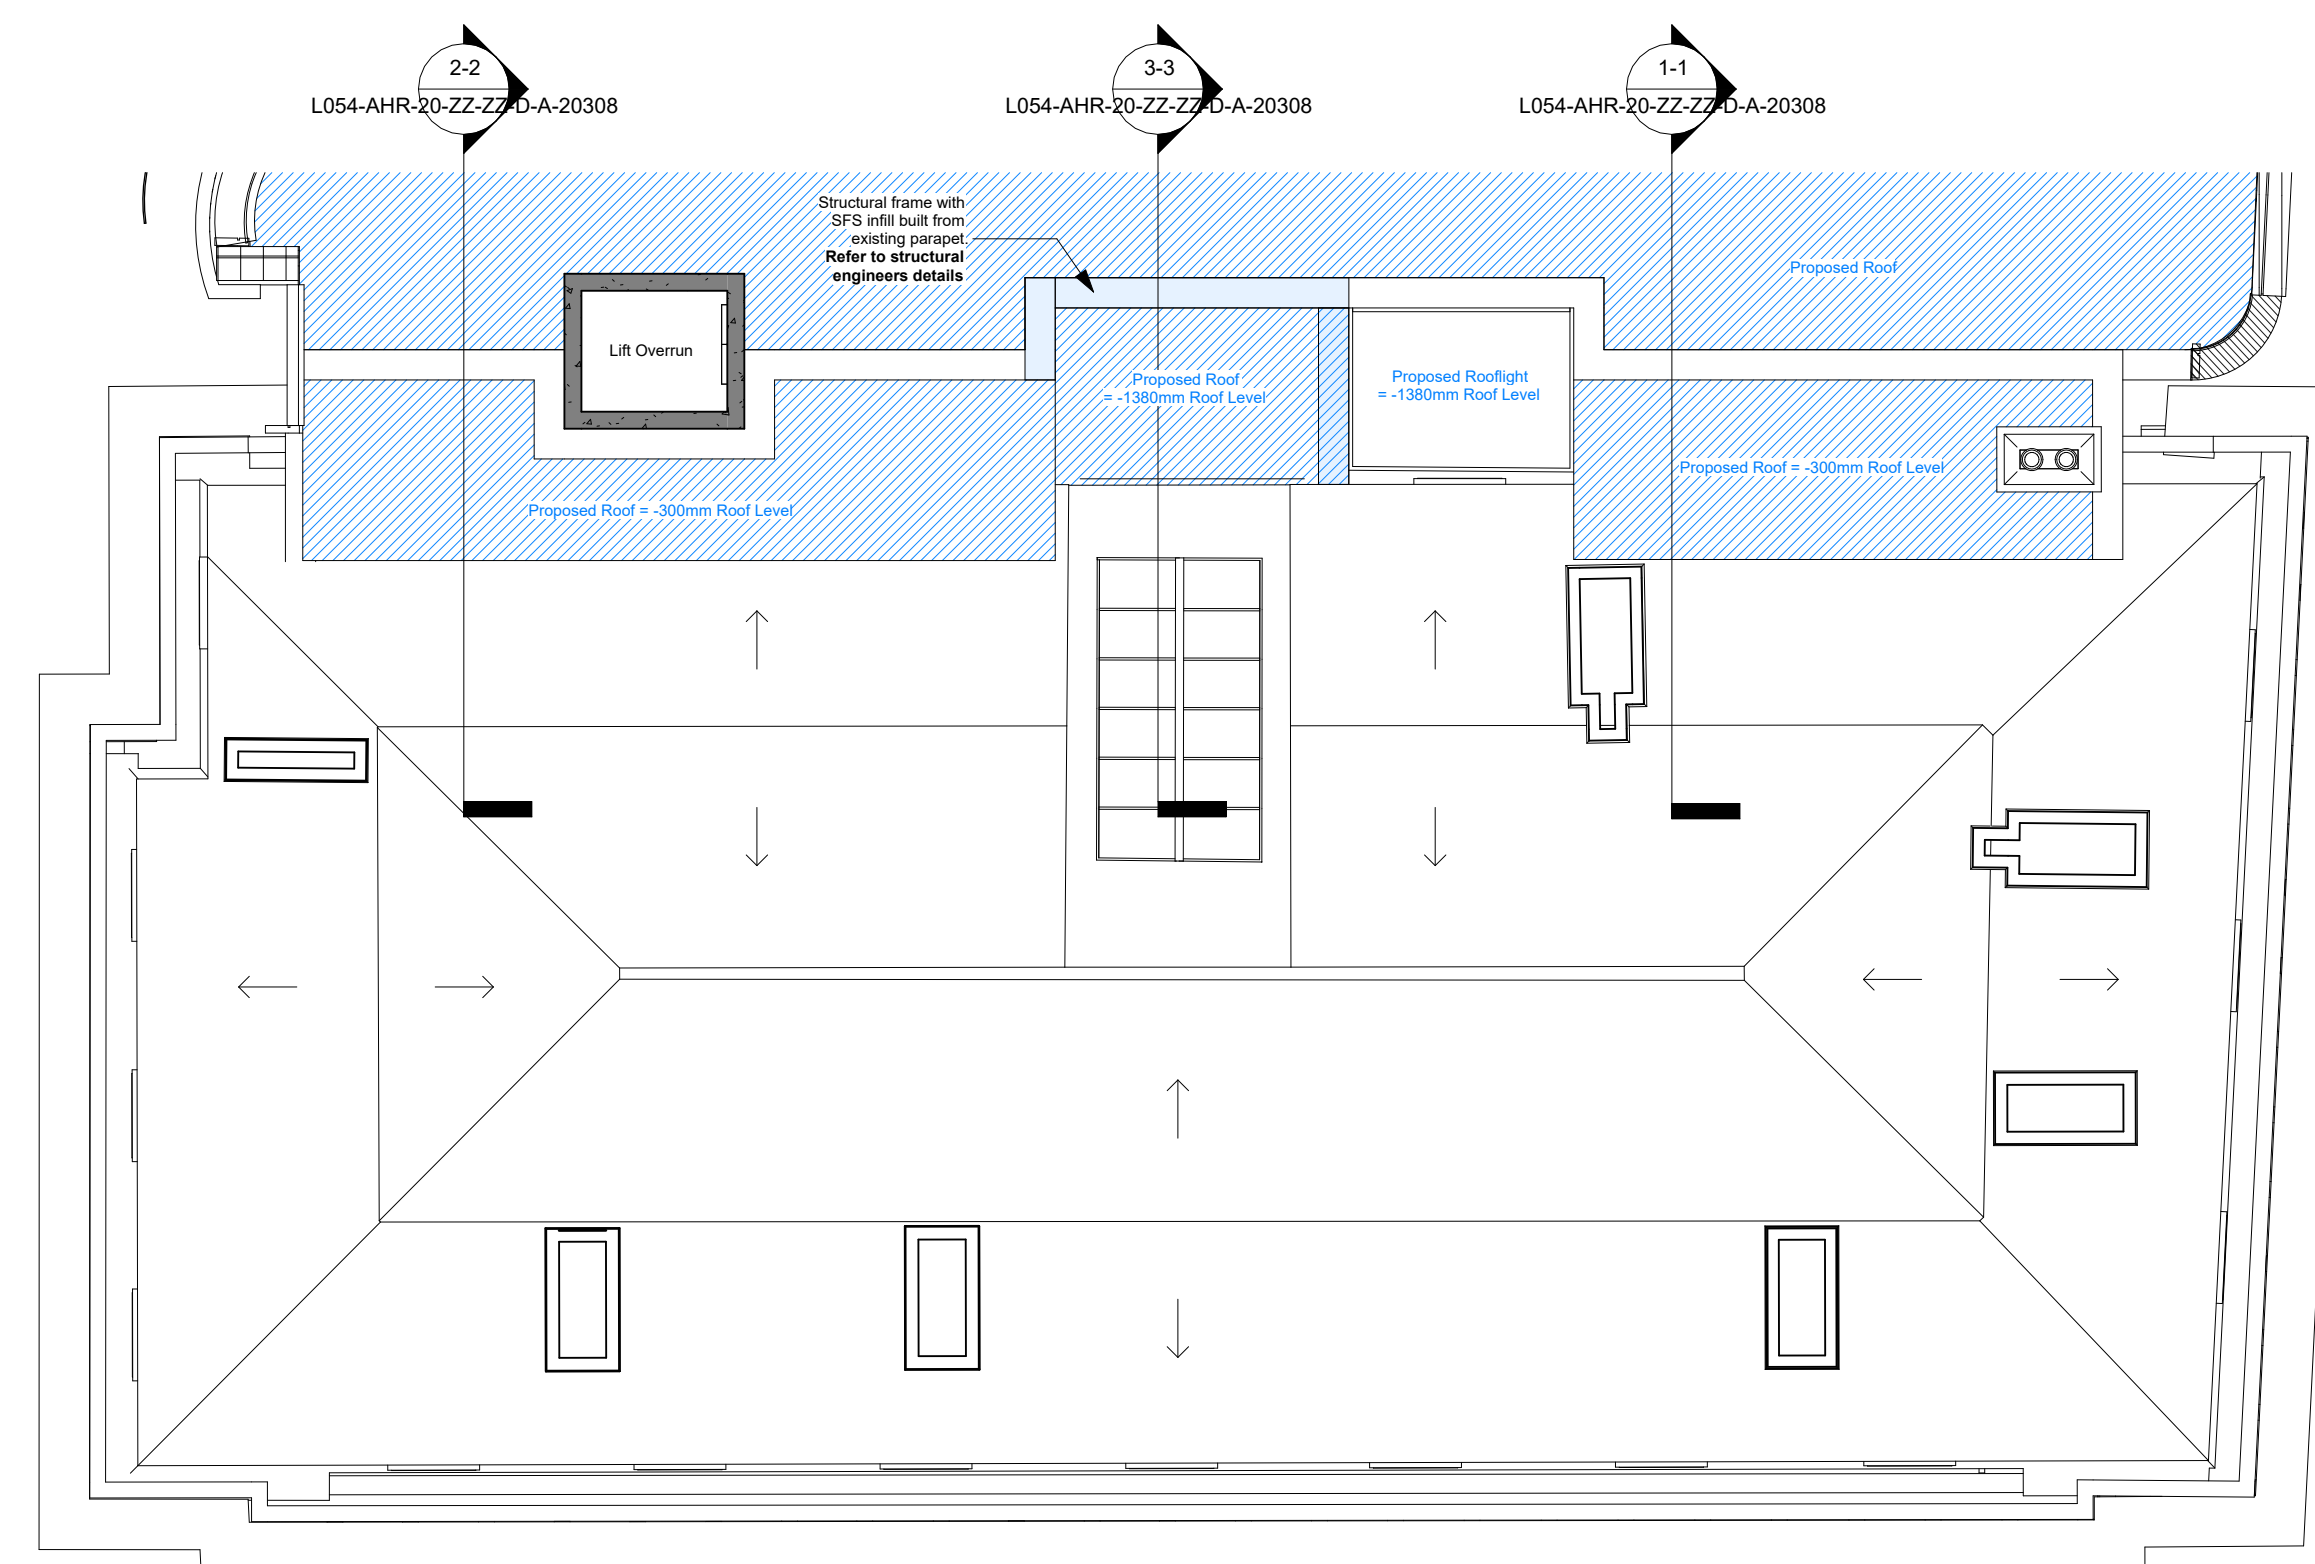 2-2
L054-AHR-20-ZZ-ZZ-D-A-20308
3-3
L054-AHR-20-ZZ-ZZ-D-A-20308
1-1
L054-AHR-20-ZZ-ZZ-D-A-20308
Structural frame with
SFS infill built from
existing parapet.
Refer to structural
engineers details
Proposed Roof
Lift Overrun
Proposed Roof
= -1380mm Roof Level
Proposed Rooflight
= -1380mm Roof Level
Proposed Roof = -300mm Roof Level
Proposed Roof = -300mm Roof Level